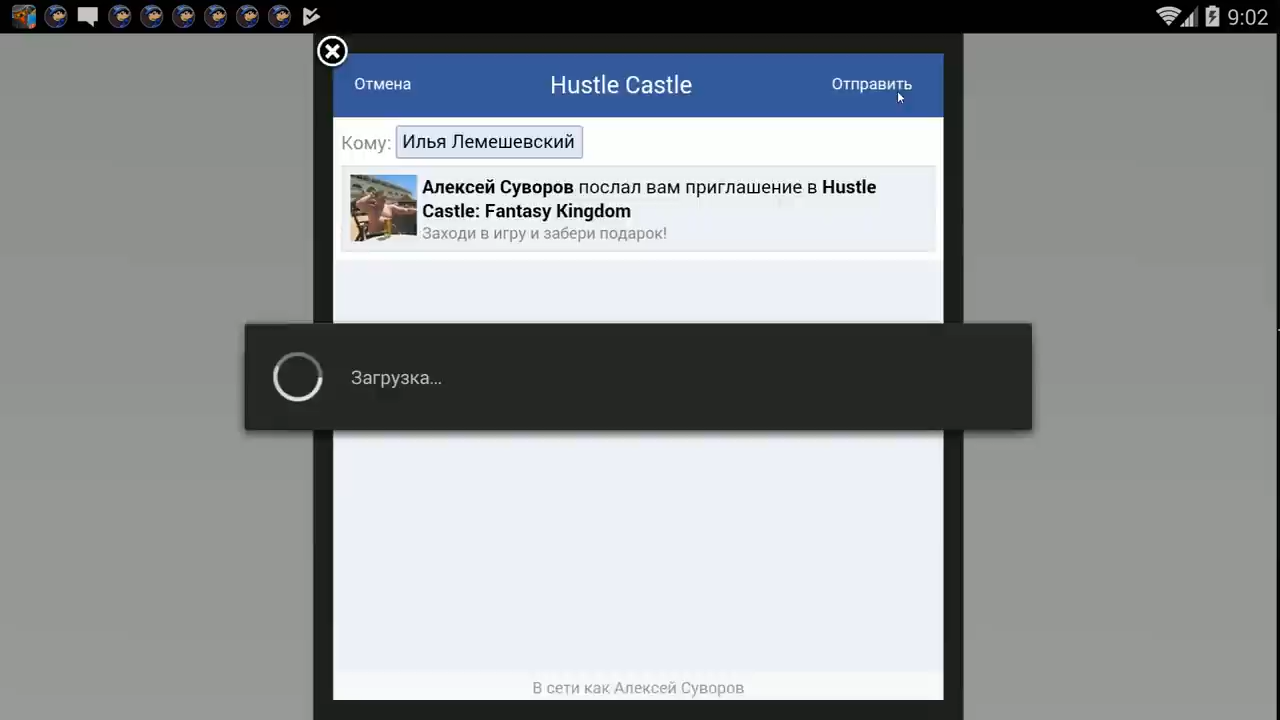 9:02
Отмена
Hustle Castle
Отправить
Кому: Илья Лемешевский
Алексей Суворов послал вам приглашение в Hustle
Castle: Fantasy Kingdom
Заходи в игру и забери подарок!
Загрузка...
В сети как Алексей Суворов